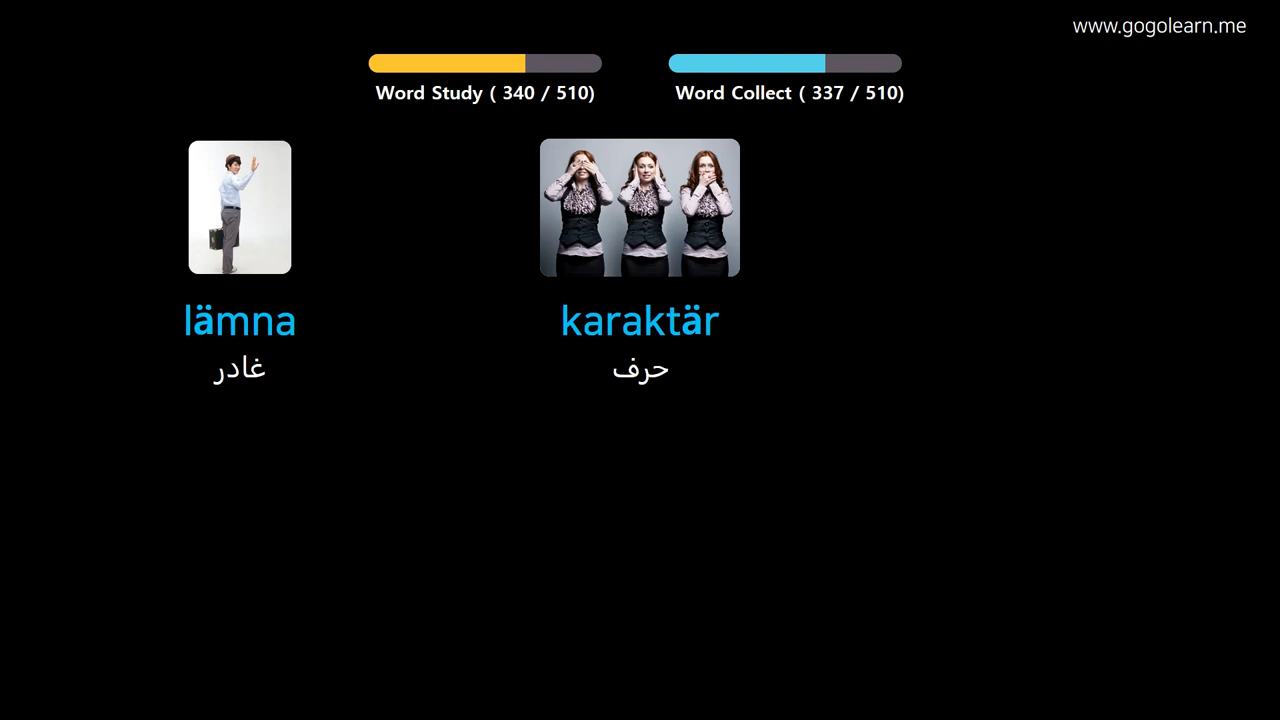 www.gogolearn.me
Word Study ( 340 / 510)
Word Collect ( 337 / 510)
lämna
غادر
karaktär
حرف